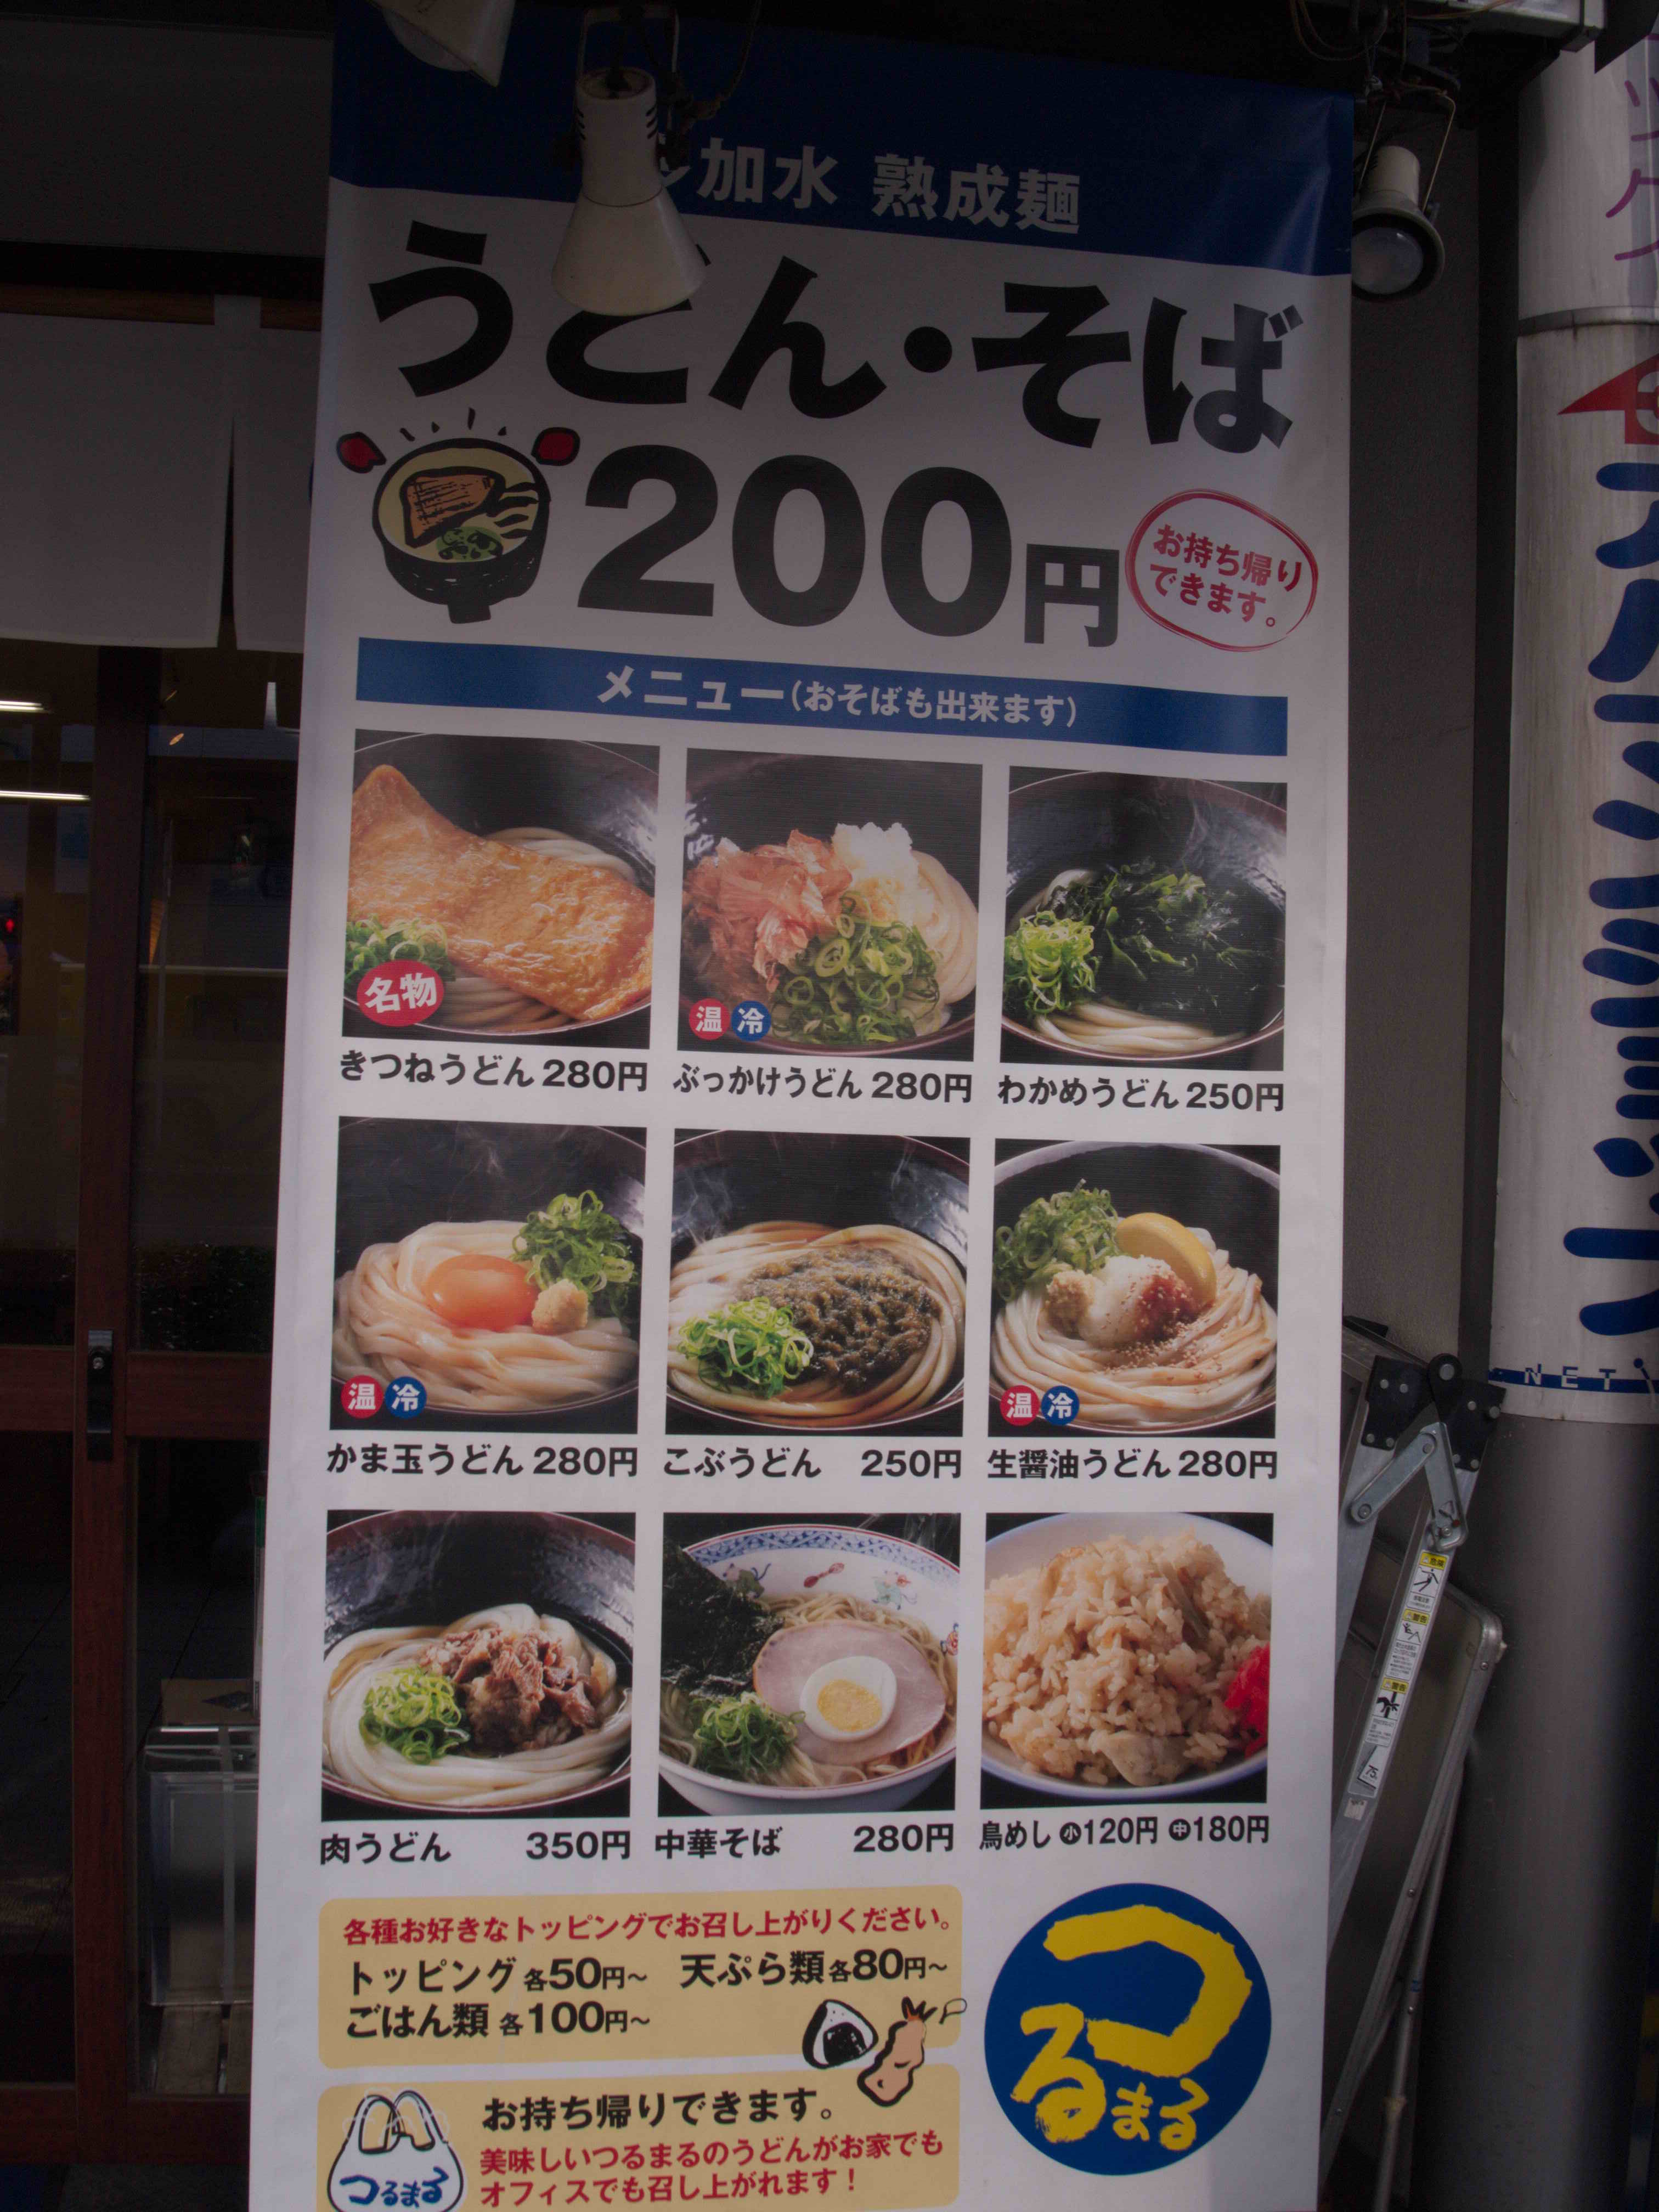 加水 熟成麺
うどん・そば
200円
お持ち帰り
できます。
メニュー(おそばも出来ます)
名物
温 冷
きつねうどん 280円 ぶっかけうどん 280円 わかめうどん 250円
温 冷
温 冷
かま玉うどん 280円 こぶうどん 250円 生醤油うどん 280円
肉うどん 350円 中華そば 280円 鳥めし 小120円 中180円
各種お好きなトッピングでお召し上がりください。
トッピング 各50円~ 天ぷら類 各80円~
ごはん類 各100円~
つるまる
お持ち帰りできます。
美味しいつるまるのうどんがお家でも
オフィスでも召し上がれます!
つるまる
NET
危険
警告
警告